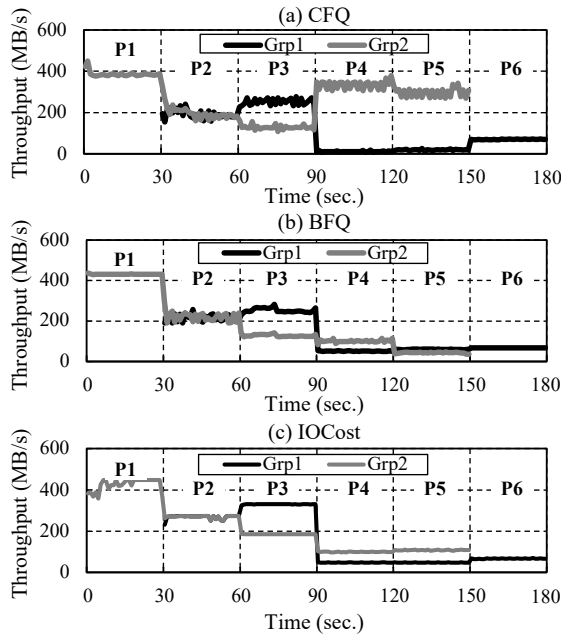 (a) CFQ
Throughput (MB/s)
600
400
200
0
Grp1 Grp2
P1 P2 P3 P4 P5 P6
0 30 60 90 120 150 180
Time (sec.)
(b) BFQ
Throughput (MB/s)
600
400
200
0
Grp1 Grp2
P1 P2 P3 P4 P5 P6
0 30 60 90 120 150 180
Time (sec.)
(c) IOCost
Throughput (MB/s)
600
400
200
0
Grp1 Grp2
P1 P2 P3 P4 P5 P6
0 30 60 90 120 150 180
Time (sec.)